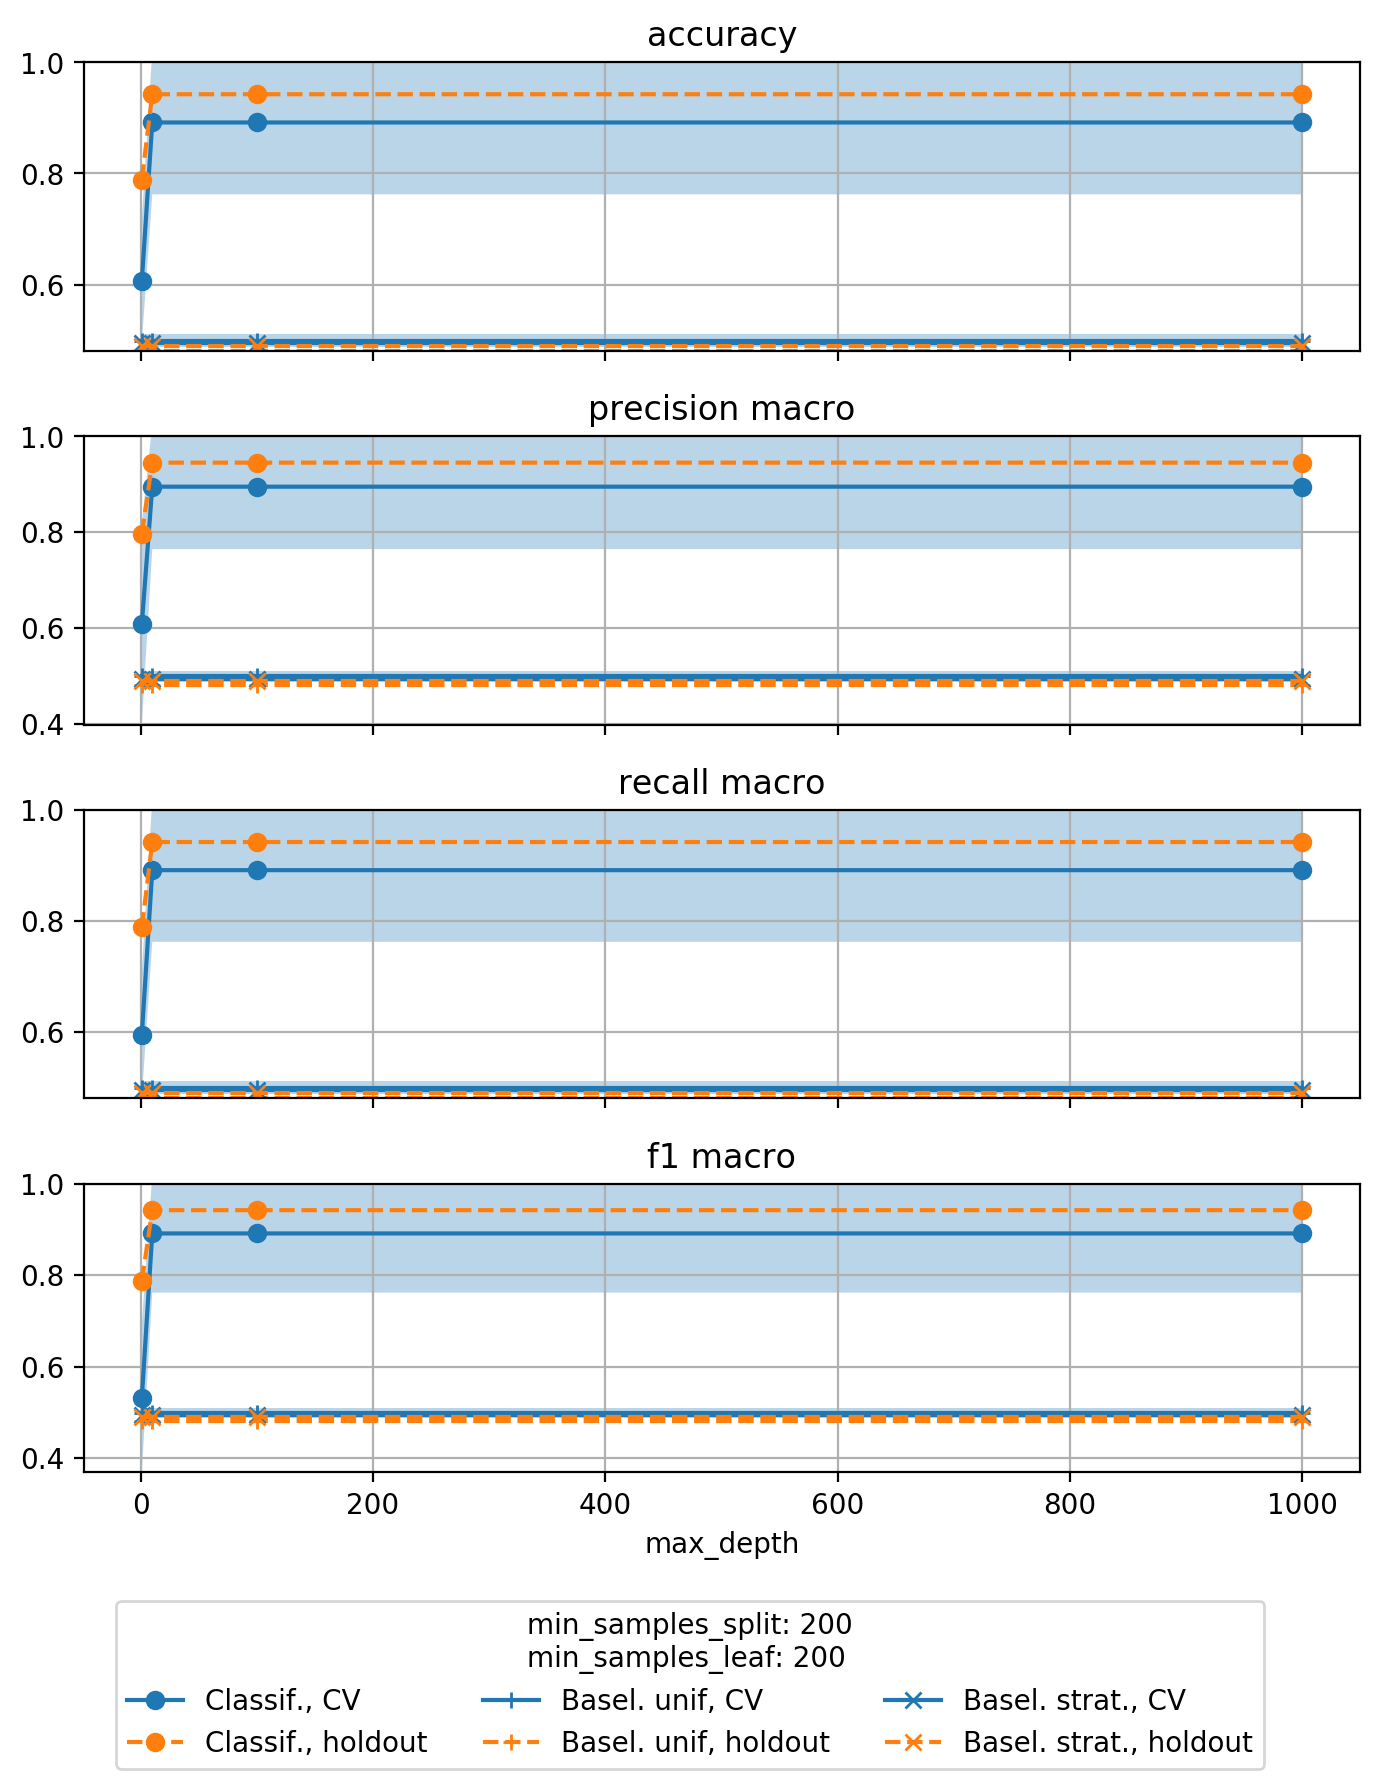 accuracy
1.0
0.8
0.6
precision macro
1.0
0.8
0.6
0.4
recall macro
1.0
0.8
0.6
f1 macro
1.0
0.8
0.6
0.4
0 200 400 600 800 1000
max_depth
min_samples_split: 200
min_samples_leaf: 200
Classif., CV Basel. unif, CV Basel. strat., CV
Classif., holdout Basel. unif, holdout Basel. strat., holdout